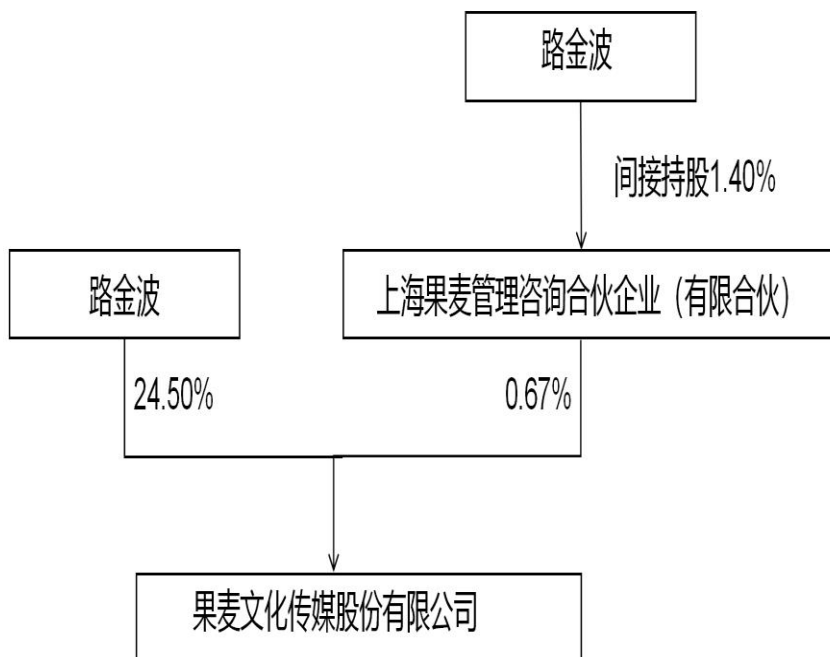 路金波
间接持股1.40%
路金波
上海果麦管理咨询合伙企业（有限合伙）
24.50%
0.67%
果麦文化传媒股份有限公司